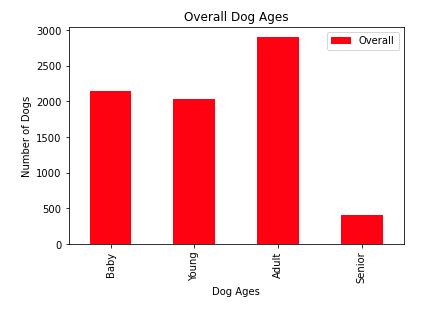 Overall Dog Ages
Overall
3000
2500
2000
1500
1000
500
0
Number of Dogs
Baby
Young
Adult
Senior
Dog Ages